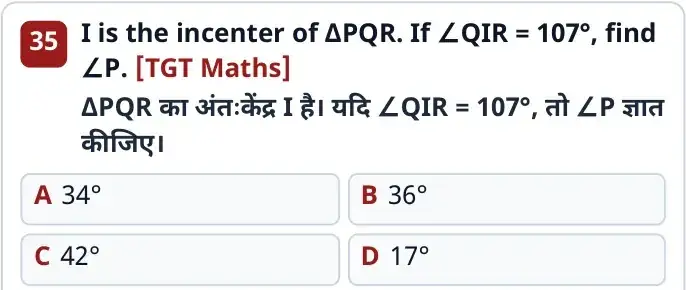 35 I is the incenter of ΔPQR. If ∠QIR = 107°, find
∠P. [TGT Maths]
ΔPQR का अंतःकेंद्र I है। यदि ∠QIR = 107°, तो ∠P ज्ञात
कीजिए।
A 34° B 36°
C 42° D 17°